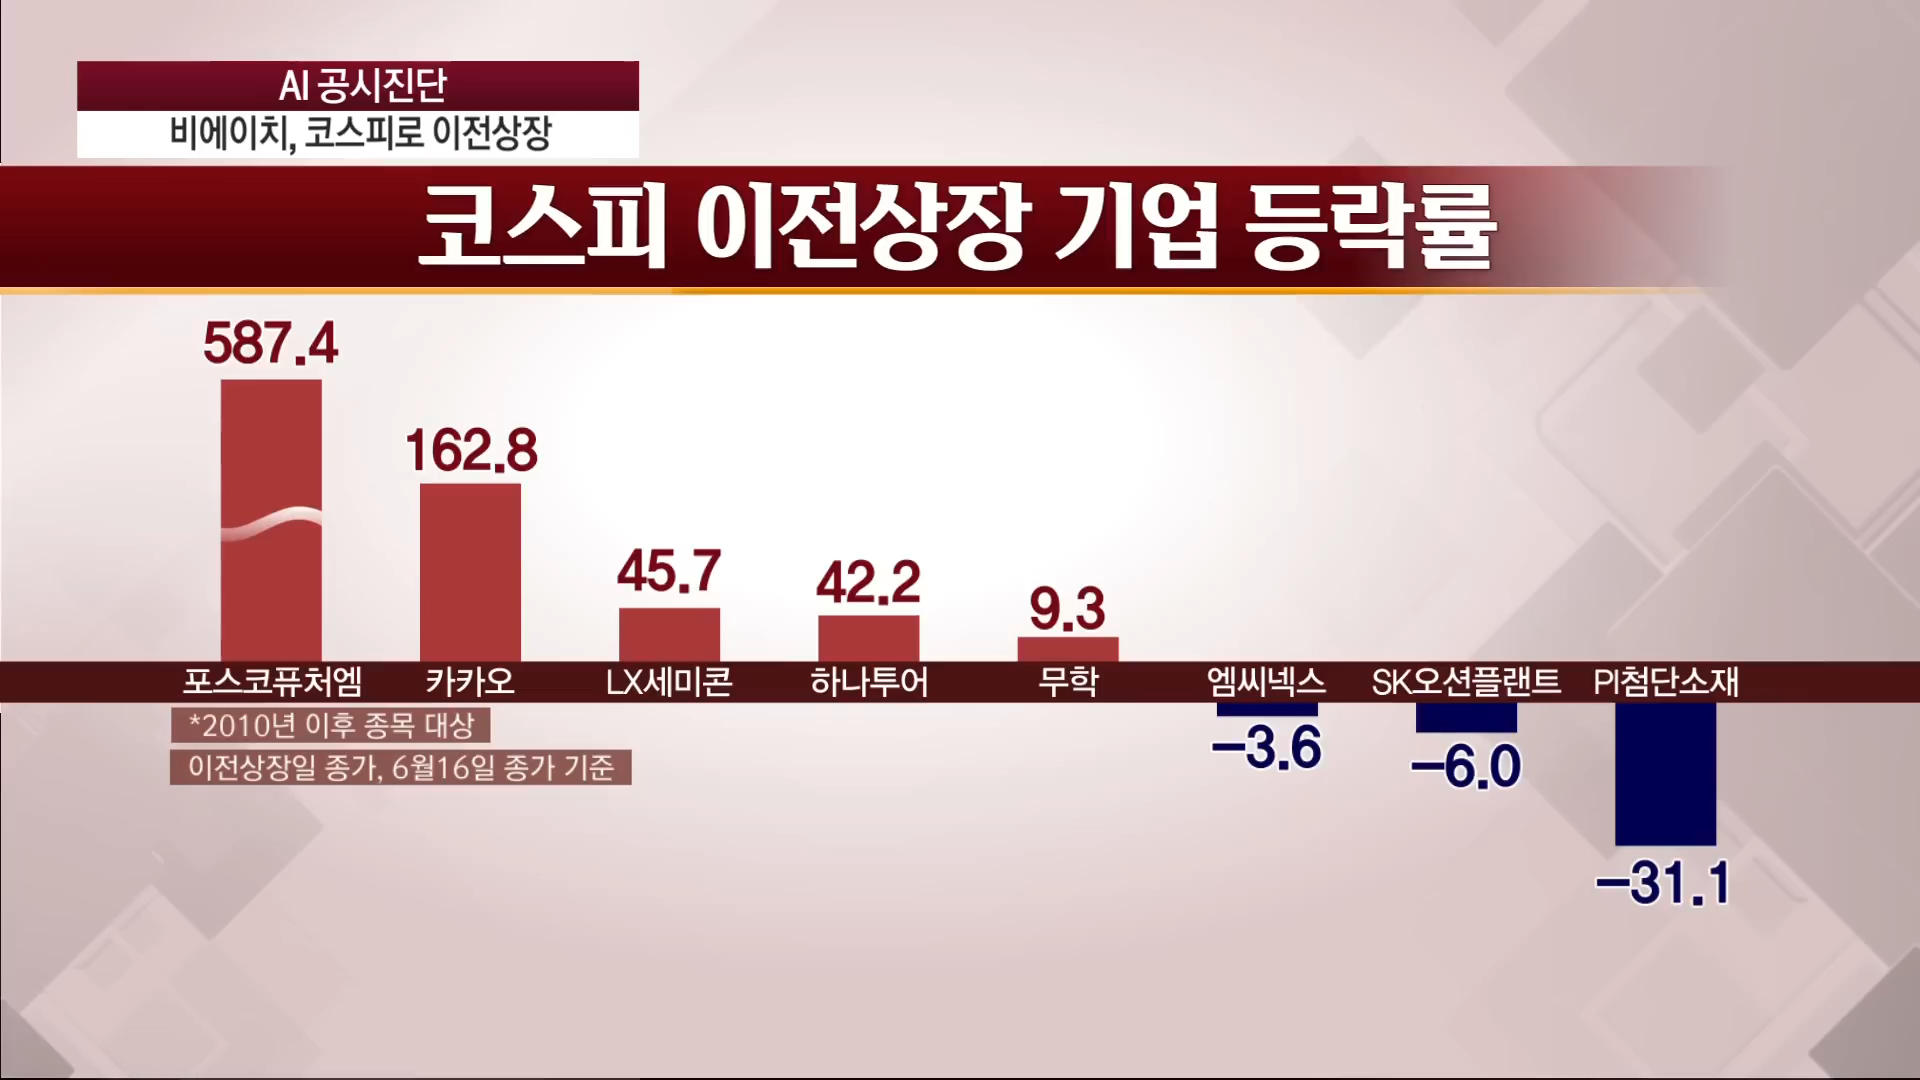 AI 공시진단
비에이치, 코스피로 이전상장
코스피 이전상장 기업 등락률
587.4
162.8
45.7
42.2
9.3
포스코퓨처엠 카카오 LX세미콘 하나투어 무학 엠씨넥스 SK오션플랜트 PI첨단소재
*2010년 이후 종목 대상
이전상장일 종가, 6월16일 종가 기준
-3.6
-6.0
-31.1